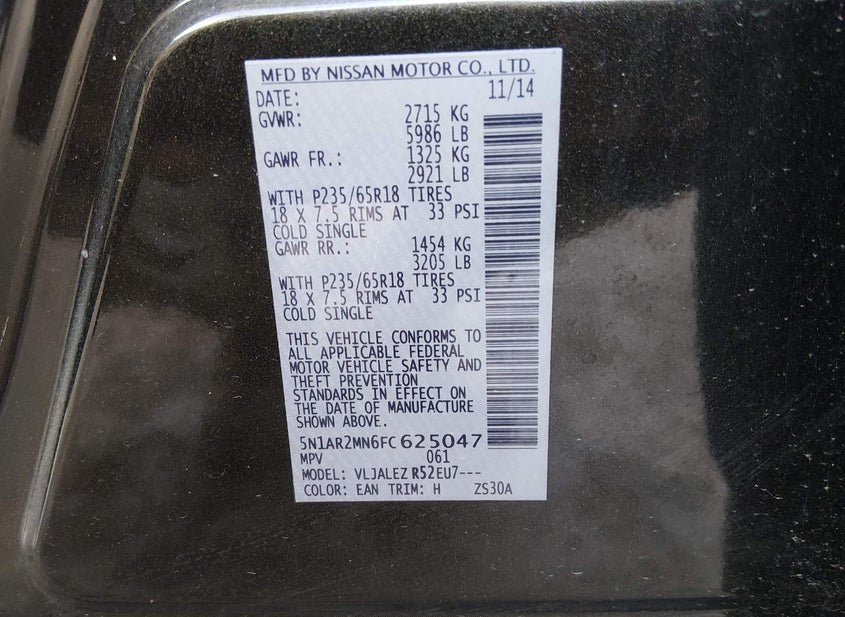 MFD BY NISSAN MOTOR CO., LTD.
DATE: 11/14
GVWR: 2715 KG
5986 LB
GAWR FR.: 1325 KG
2921 LB
WITH P235/65R18 TIRES
18 X 7.5 RIMS AT 33 PSI
COLD SINGLE
GAWR RR.: 1454 KG
3205 LB
WITH P235/65R18 TIRES
18 X 7.5 RIMS AT 33 PSI
COLD SINGLE
THIS VEHICLE CONFORMS TO
ALL APPLICABLE FEDERAL
MOTOR VEHICLE SAFETY AND
THEFT PREVENTION
STANDARDS IN EFFECT ON
THE DATE OF MANUFACTURE
SHOWN ABOVE.
5N1AR2MN6FC625047
MPV 061
MODEL: VLJALEZ R52EU7---
COLOR: EAN TRIM: H ZS30A